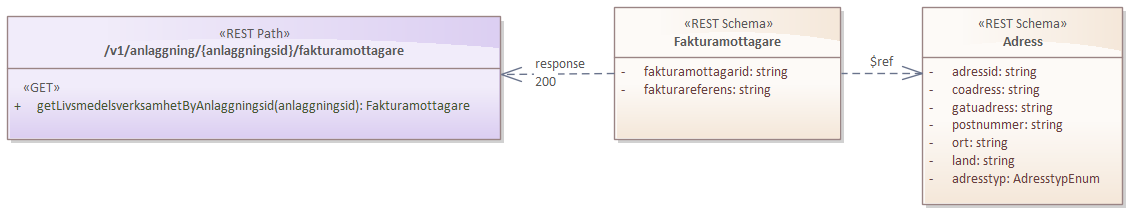 «REST Path»
/v1/anlaggning/{anlaggningsid}/fakturamottagare
«GET»
+ getLivsmedelsverksamhetByAnlaggningsid(anlaggningsid): Fakturamottagare
response
200
«REST Schema»
Fakturamottagare
- fakturamottagarid: string
- fakturareferens: string
$ref
«REST Schema»
Adress
- adressid: string
- coadress: string
- gatuadress: string
- postnummer: string
- ort: string
- land: string
- adresstyp: AdresstypEnum